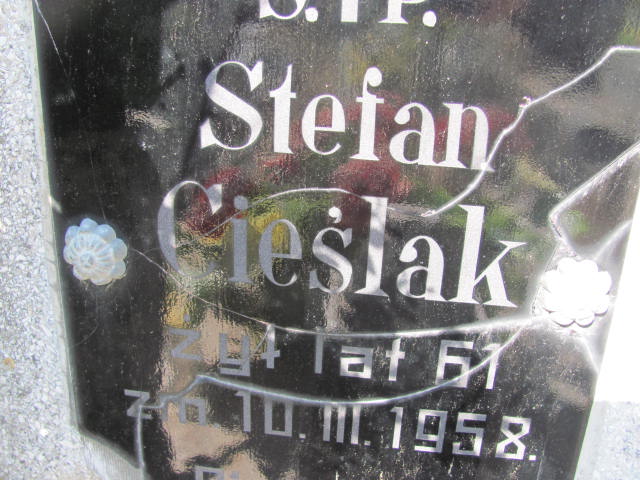 Ś.†P.
Stefan
Cieślak
żył lat 61
zm 10.III.1958.